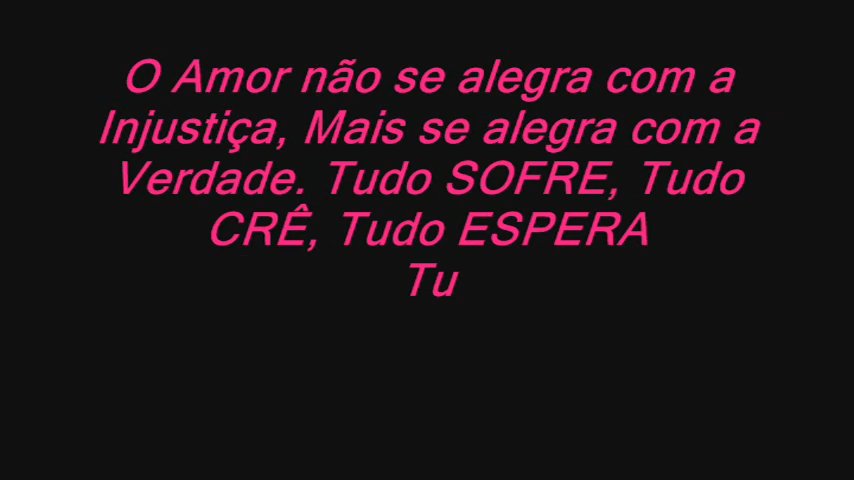 O Amor não se alegra com a
Injustiça, Mais se alegra com a
Verdade. Tudo SOFRE, Tudo
CRÊ, Tudo ESPERA
Tu